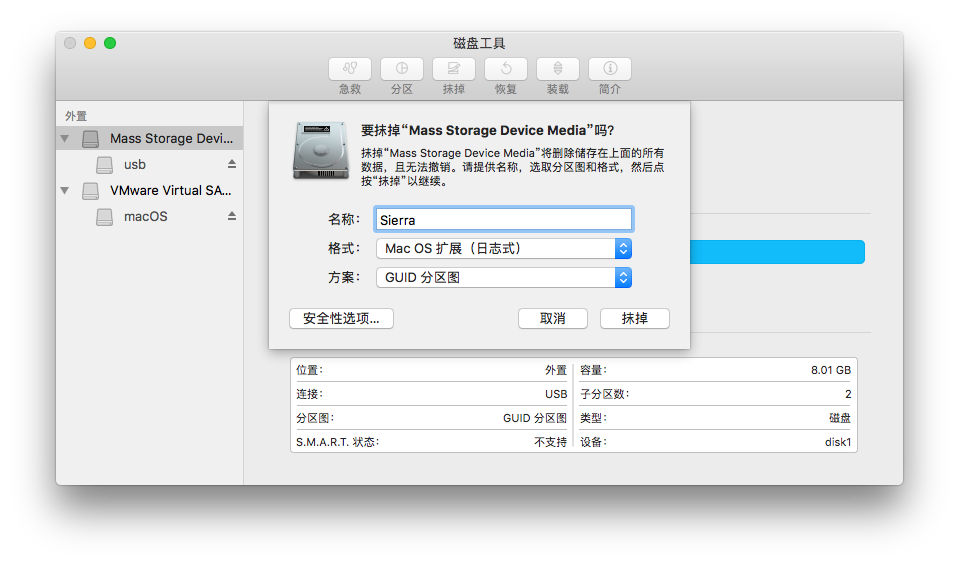 磁盘工具
急救
分区
抹掉
恢复
装载
简介
外置
Mass Storage Devi...
usb
VMware Virtual SA...
macOS
要抹掉“Mass Storage Device Media”吗？
抹掉“Mass Storage Device Media”将删除储存在上面的所有
数据，且无法撤销。请提供名称，选取分区图和格式，然后点
按“抹掉”以继续。
名称：
Sierra
格式：
Mac OS 扩展（日志式）
方案：
GUID 分区图
安全性选项...
取消
抹掉
位置：
外置
容量：
8.01 GB
连接：
USB
子分区数：
2
分区图：
GUID 分区图
类型：
磁盘
S.M.A.R.T. 状态：
不支持
设备：
disk1